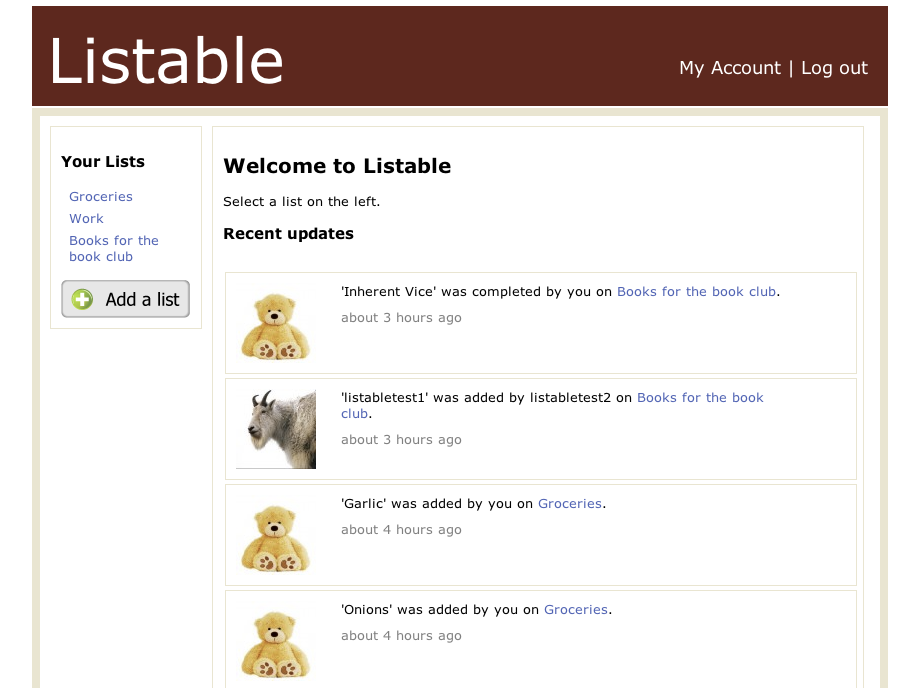 Listable
My Account | Log out
Your Lists
Groceries
Work
Books for the
book club
Add a list
Welcome to Listable
Select a list on the left.
Recent updates
'Inherent Vice' was completed by you on Books for the book club.
about 3 hours ago
'listabletest1' was added by listabletest2 on Books for the book
club.
about 3 hours ago
'Garlic' was added by you on Groceries.
about 4 hours ago
'Onions' was added by you on Groceries.
about 4 hours ago